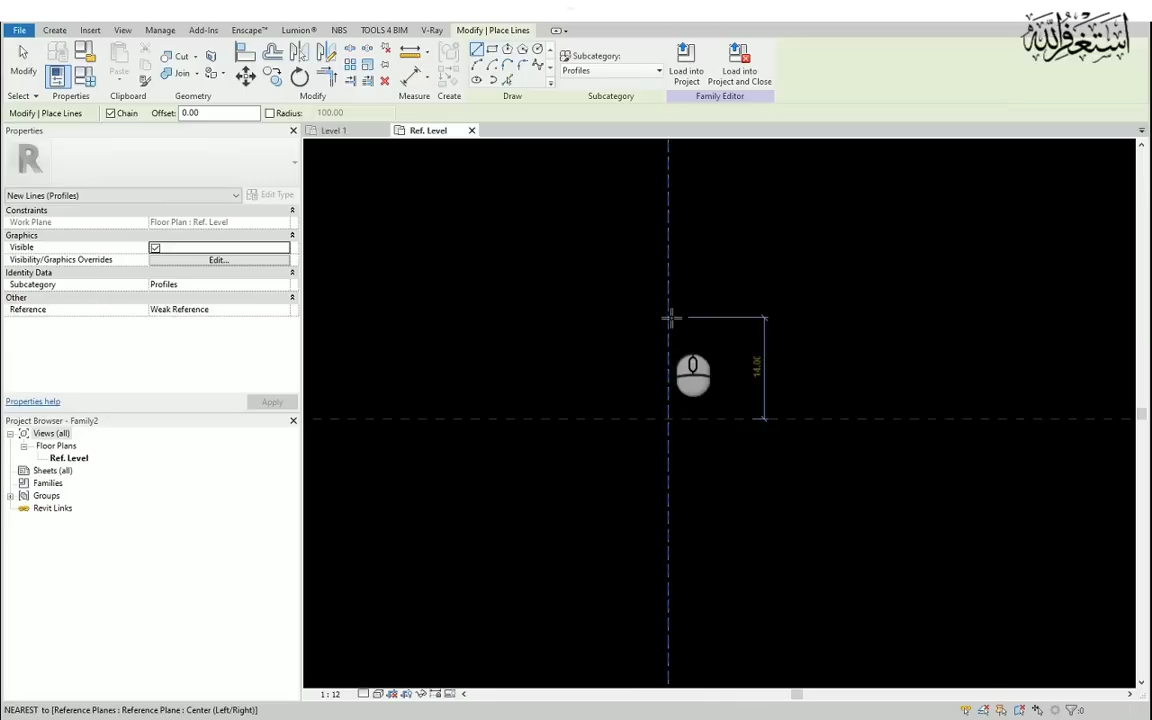 أستغفر الله
File Create Insert View Manage Add-Ins Enscape™ Lumion® NBS TOOLS 4 BIM V-Ray Modify | Place Lines
Modify Paste Cut Join Subcategory: Profiles Load into Project Load into Project and Close
Select Properties Clipboard Geometry Modify Measure Create Draw Subcategory Family Editor
Modify | Place Lines Chain Offset: 0.00 Radius: 100.00
Properties
Level 1 Ref. Level
New Lines (Profiles) Edit Type
Constraints
Work Plane Floor Plan : Ref. Level
Graphics
Visible
Visibility/Graphics Overrides Edit...
Identity Data
Subcategory Profiles
Other
Reference Weak Reference
Properties help Apply
Project Browser - Family2
Views (all)
Floor Plans
Ref. Level
Sheets (all)
Families
Groups
Revit Links
1 : 12
NEAREST to [Reference Planes : Reference Plane : Center (Left/Right)]
:0